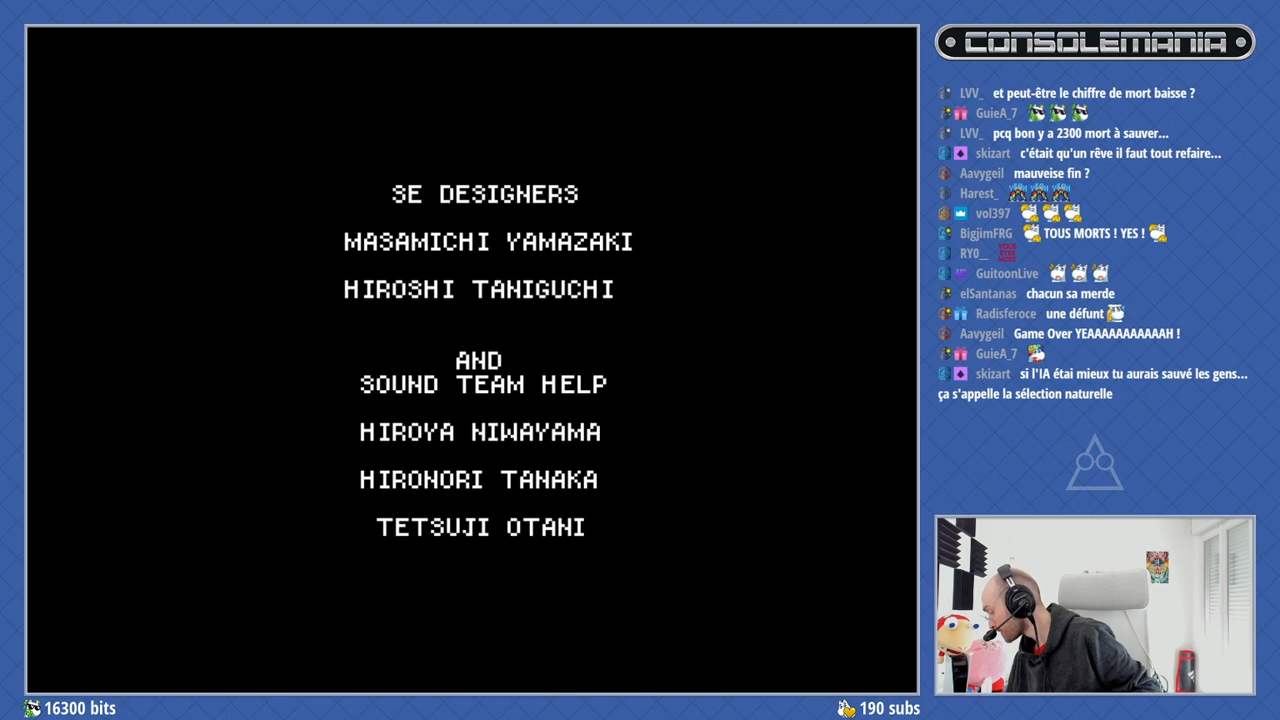 SE DESIGNERS
MASAMICHI YAMAZAKI
HIROSHI TANIGUCHI
AND
SOUND TEAM HELP
HIROYA NIWAYAMA
HIRONORI TANAKA
TETSUJI OTANI
CONSOLEMANIA
LVV_ et peut-être le chiffre de mort baisse ?
GuieA_7
LVV_ pcq bon y a 2300 mort à sauver...
skizart c'était qu'un rêve il faut tout refaire...
Aavygeil mauveise fin ?
Harest_
vol397
BigjimFRG TOUS MORTS ! YES !
RY0__
GuitoonLive
elSantanas chacun sa merde
Radisferoce une défunt
Aavygeil Game Over YEAAAAAAAAAAH !
GuieA_7
skizart si l'IA étai mieux tu aurais sauvé les gens...
ça s'appelle la sélection naturelle
16300 bits
190 subs